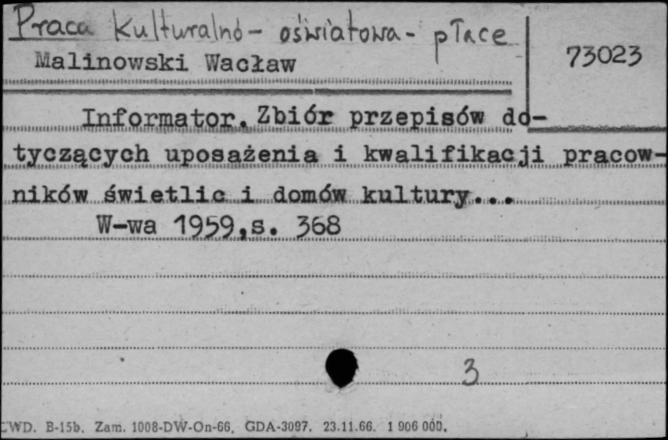 Praca kulturalno-oświatowa - płace
Malinowski Wacław
73023
Informator. Zbiór przepisów do-
tyczących uposażenia i kwalifikacji pracow-
ników świetlic i domów kultury...
W-wa 1959,s. 368
3
CWD. B-15b. Zam. 1008-DW-On-66. GDA-3097. 23.11.66. 1 906 000.